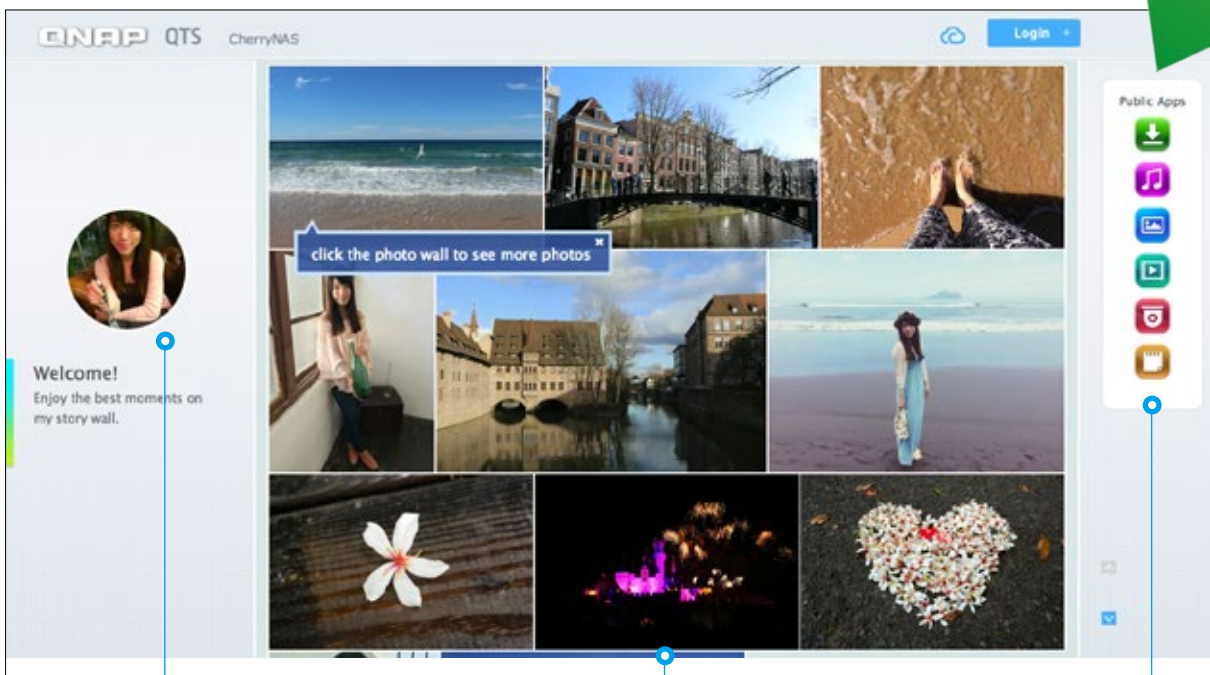 QNAP QTS CherryNAS
Login +
Public Apps
click the photo wall to see more photos
Welcome!
Enjoy the best moments on
my story wall.